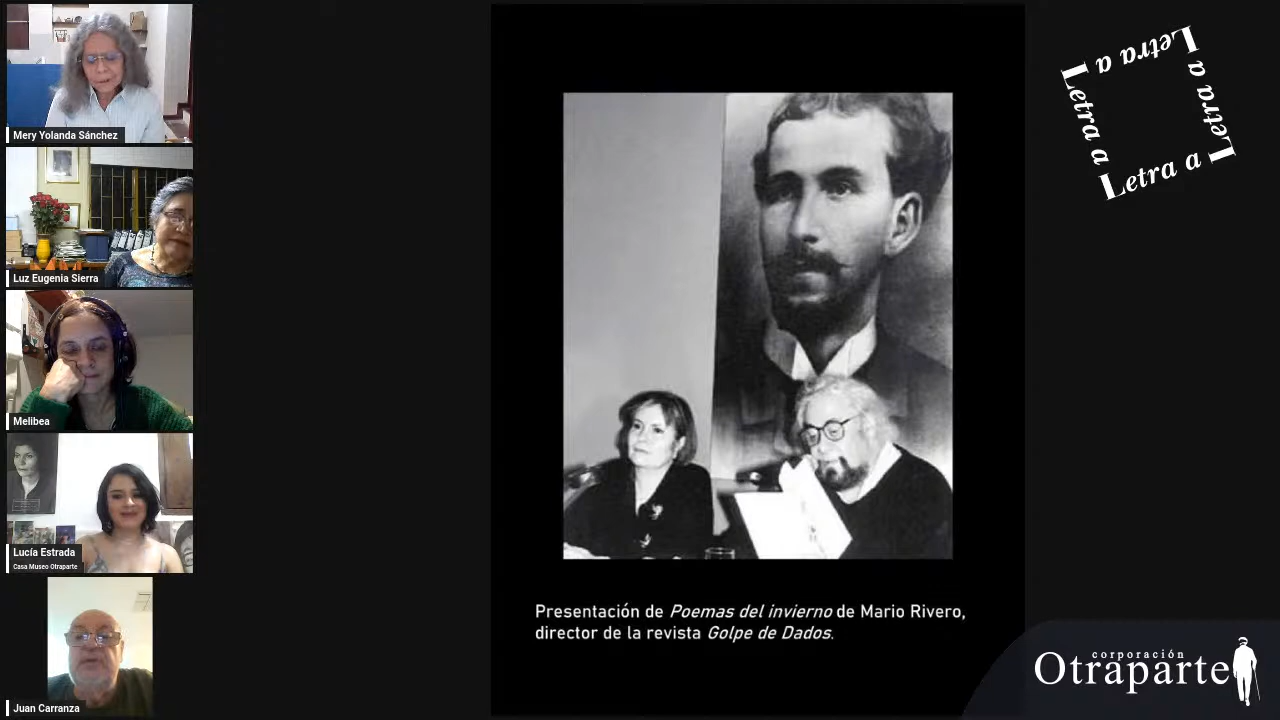 Mery Yolanda Sánchez
Luz Eugenia Sierra
Melibea
Lucía Estrada
Casa Museo Otraparte
Juan Carranza
Presentación de Poemas del invierno de Mario Rivero,
director de la revista Golpe de Dados.
Letra a
Letra a
Letra a
Letra a
corporación
Otraparte